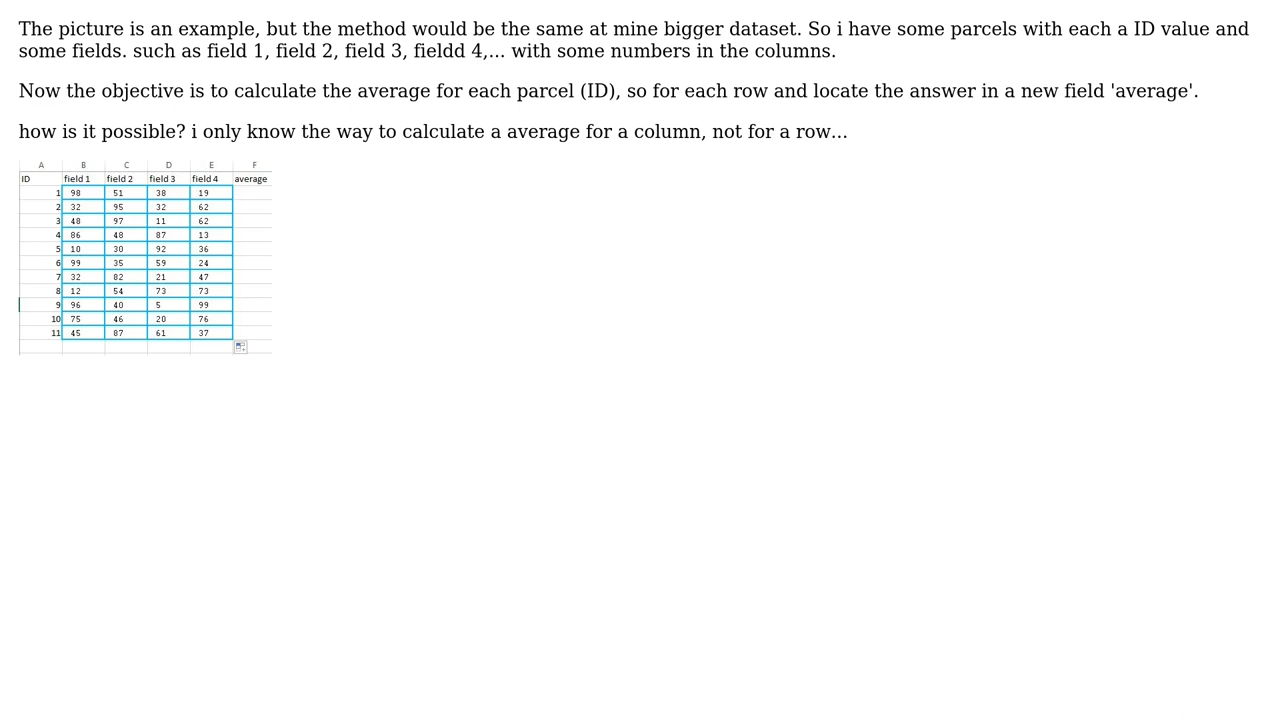 The picture is an example, but the method would be the same at mine bigger dataset. So i have some parcels with each a ID value and
some fields. such as field 1, field 2, field 3, fieldd 4,... with some numbers in the columns.
Now the objective is to calculate the average for each parcel (ID), so for each row and locate the answer in a new field 'average'.
how is it possible? i only know the way to calculate a average for a column, not for a row...
A B C D E F
ID field 1 field 2 field 3 field 4 average
1 98 51 38 19
2 32 95 32 62
3 48 97 11 62
4 86 48 87 13
5 10 30 92 36
6 99 35 59 24
7 32 82 21 47
8 12 54 73 73
9 96 40 5 99
10 75 46 20 76
11 45 87 61 37